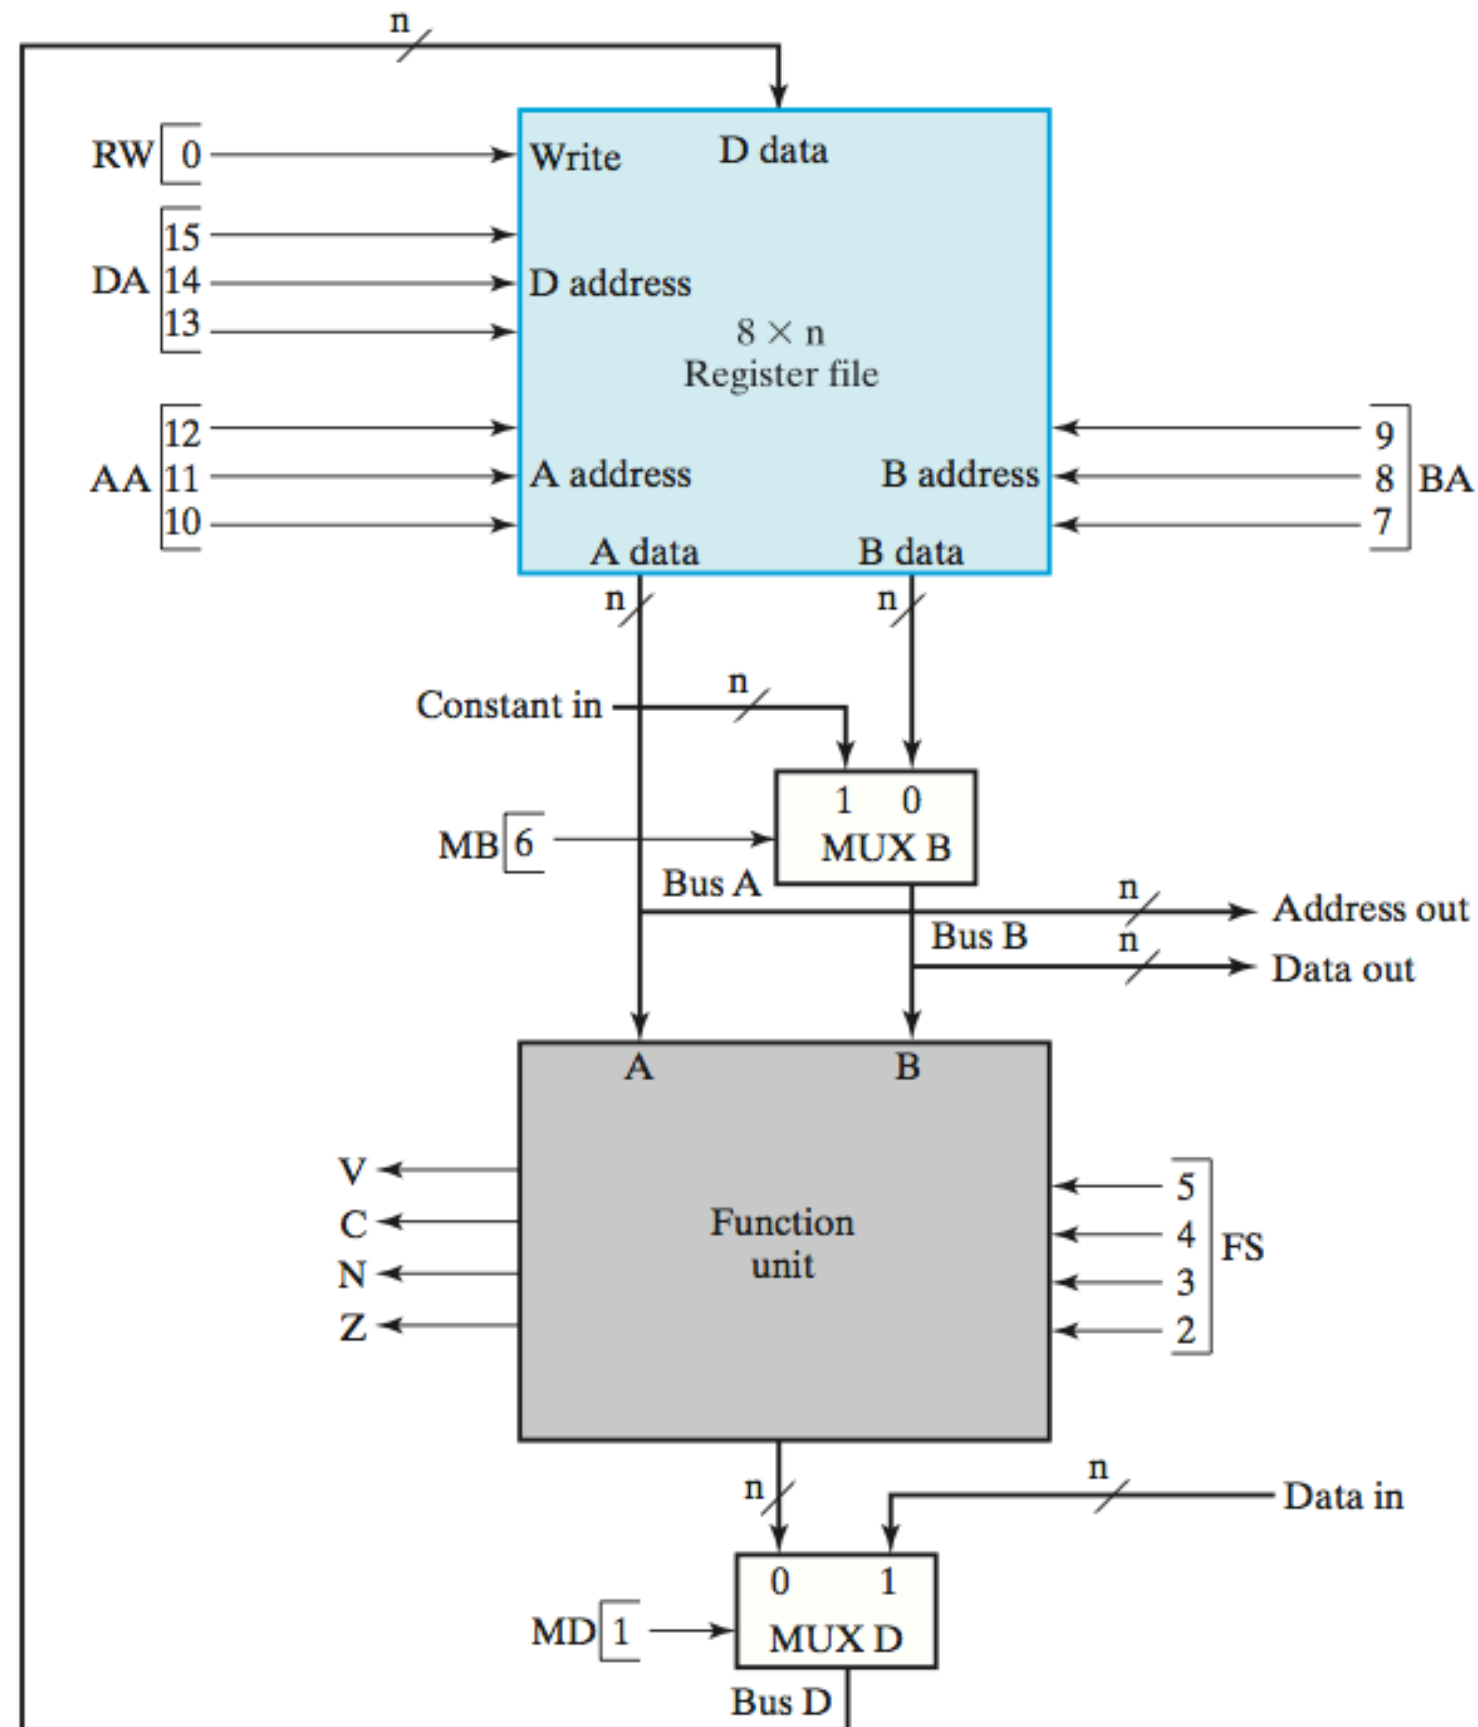 n
RW 0
Write
D data
15
DA 14
13
D address
8 × n
Register file
12
AA 11
10
A address
B address
9
8 BA
7
A data
B data
n
n
Constant in
n
1 0
MUX B
MB 6
Bus A
n
Address out
Bus B
n
Data out
A
B
V
C
N
Z
Function
unit
5
4
3
2
FS
n
n
Data in
0 1
MUX D
MD 1
Bus D